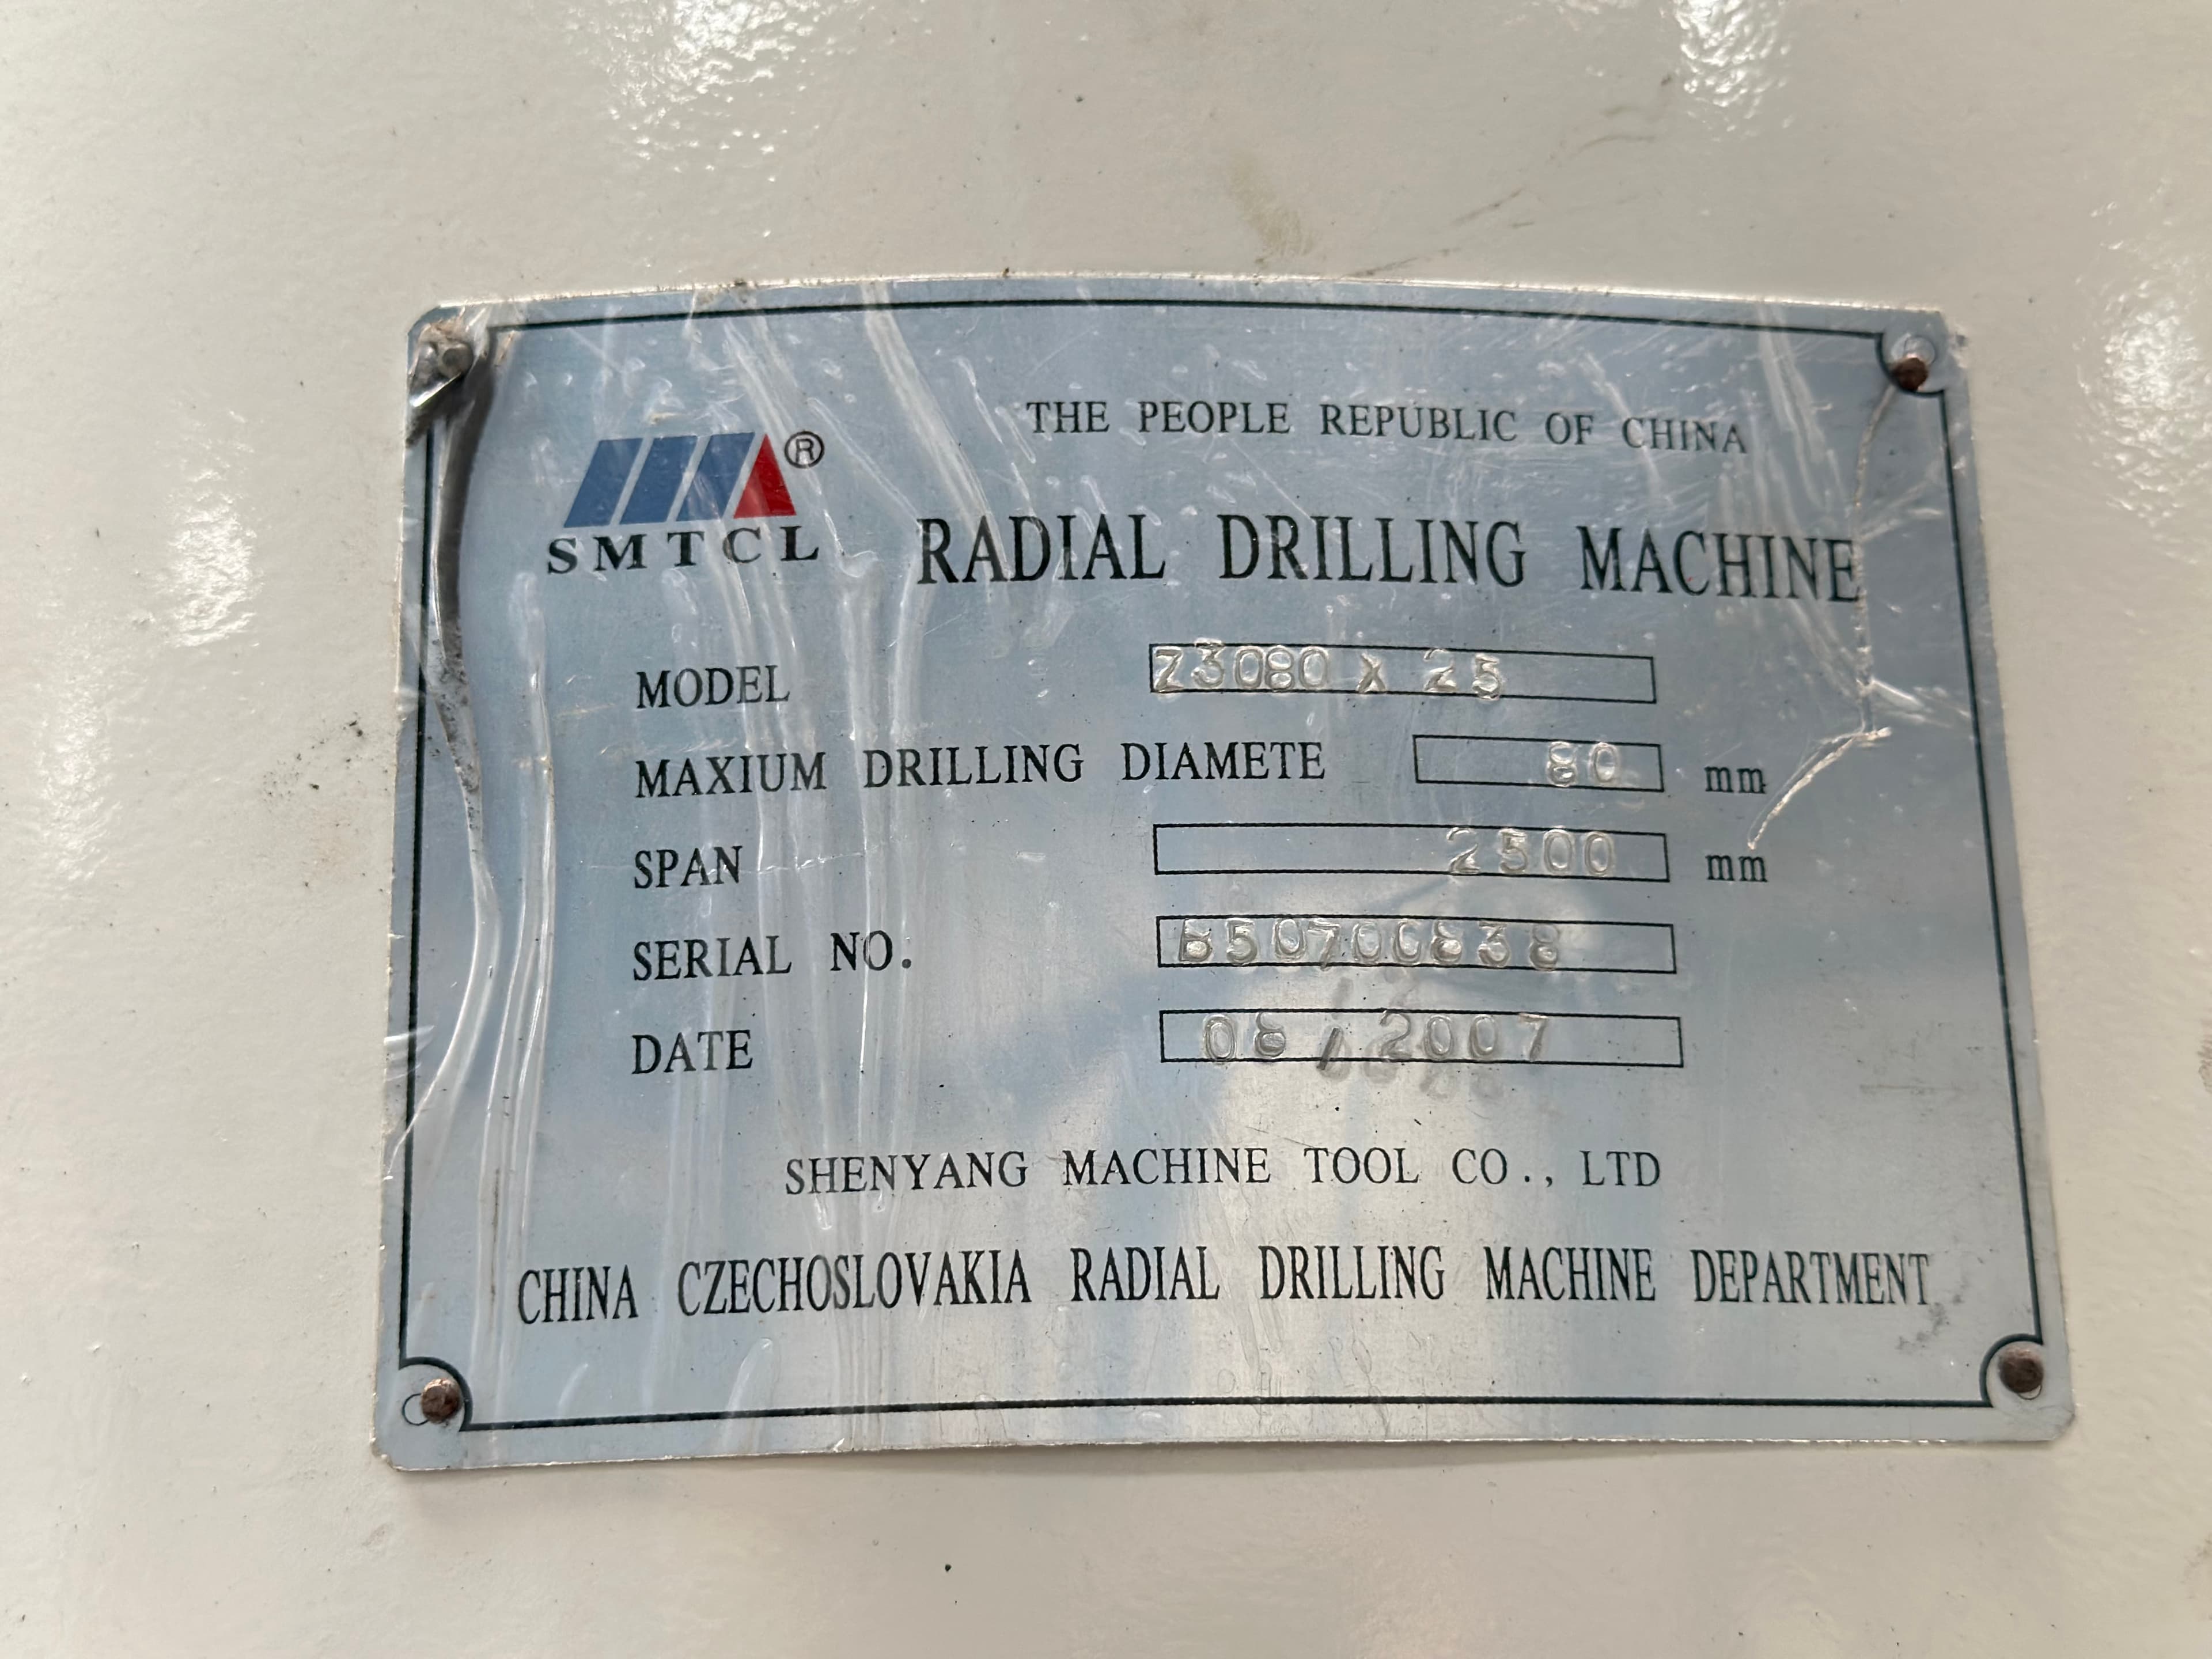 THE PEOPLE REPUBLIC OF CHINA
®
SMTCL
RADIAL DRILLING MACHINE
MODEL Z3080 X 25
MAXIUM DRILLING DIAMETE 80 mm
SPAN 2500 mm
SERIAL NO.
DATE 08/2007
SHENYANG MACHINE TOOL CO., LTD
CHINA CZECHOSLOVAKIA RADIAL DRILLING MACHINE DEPARTMENT